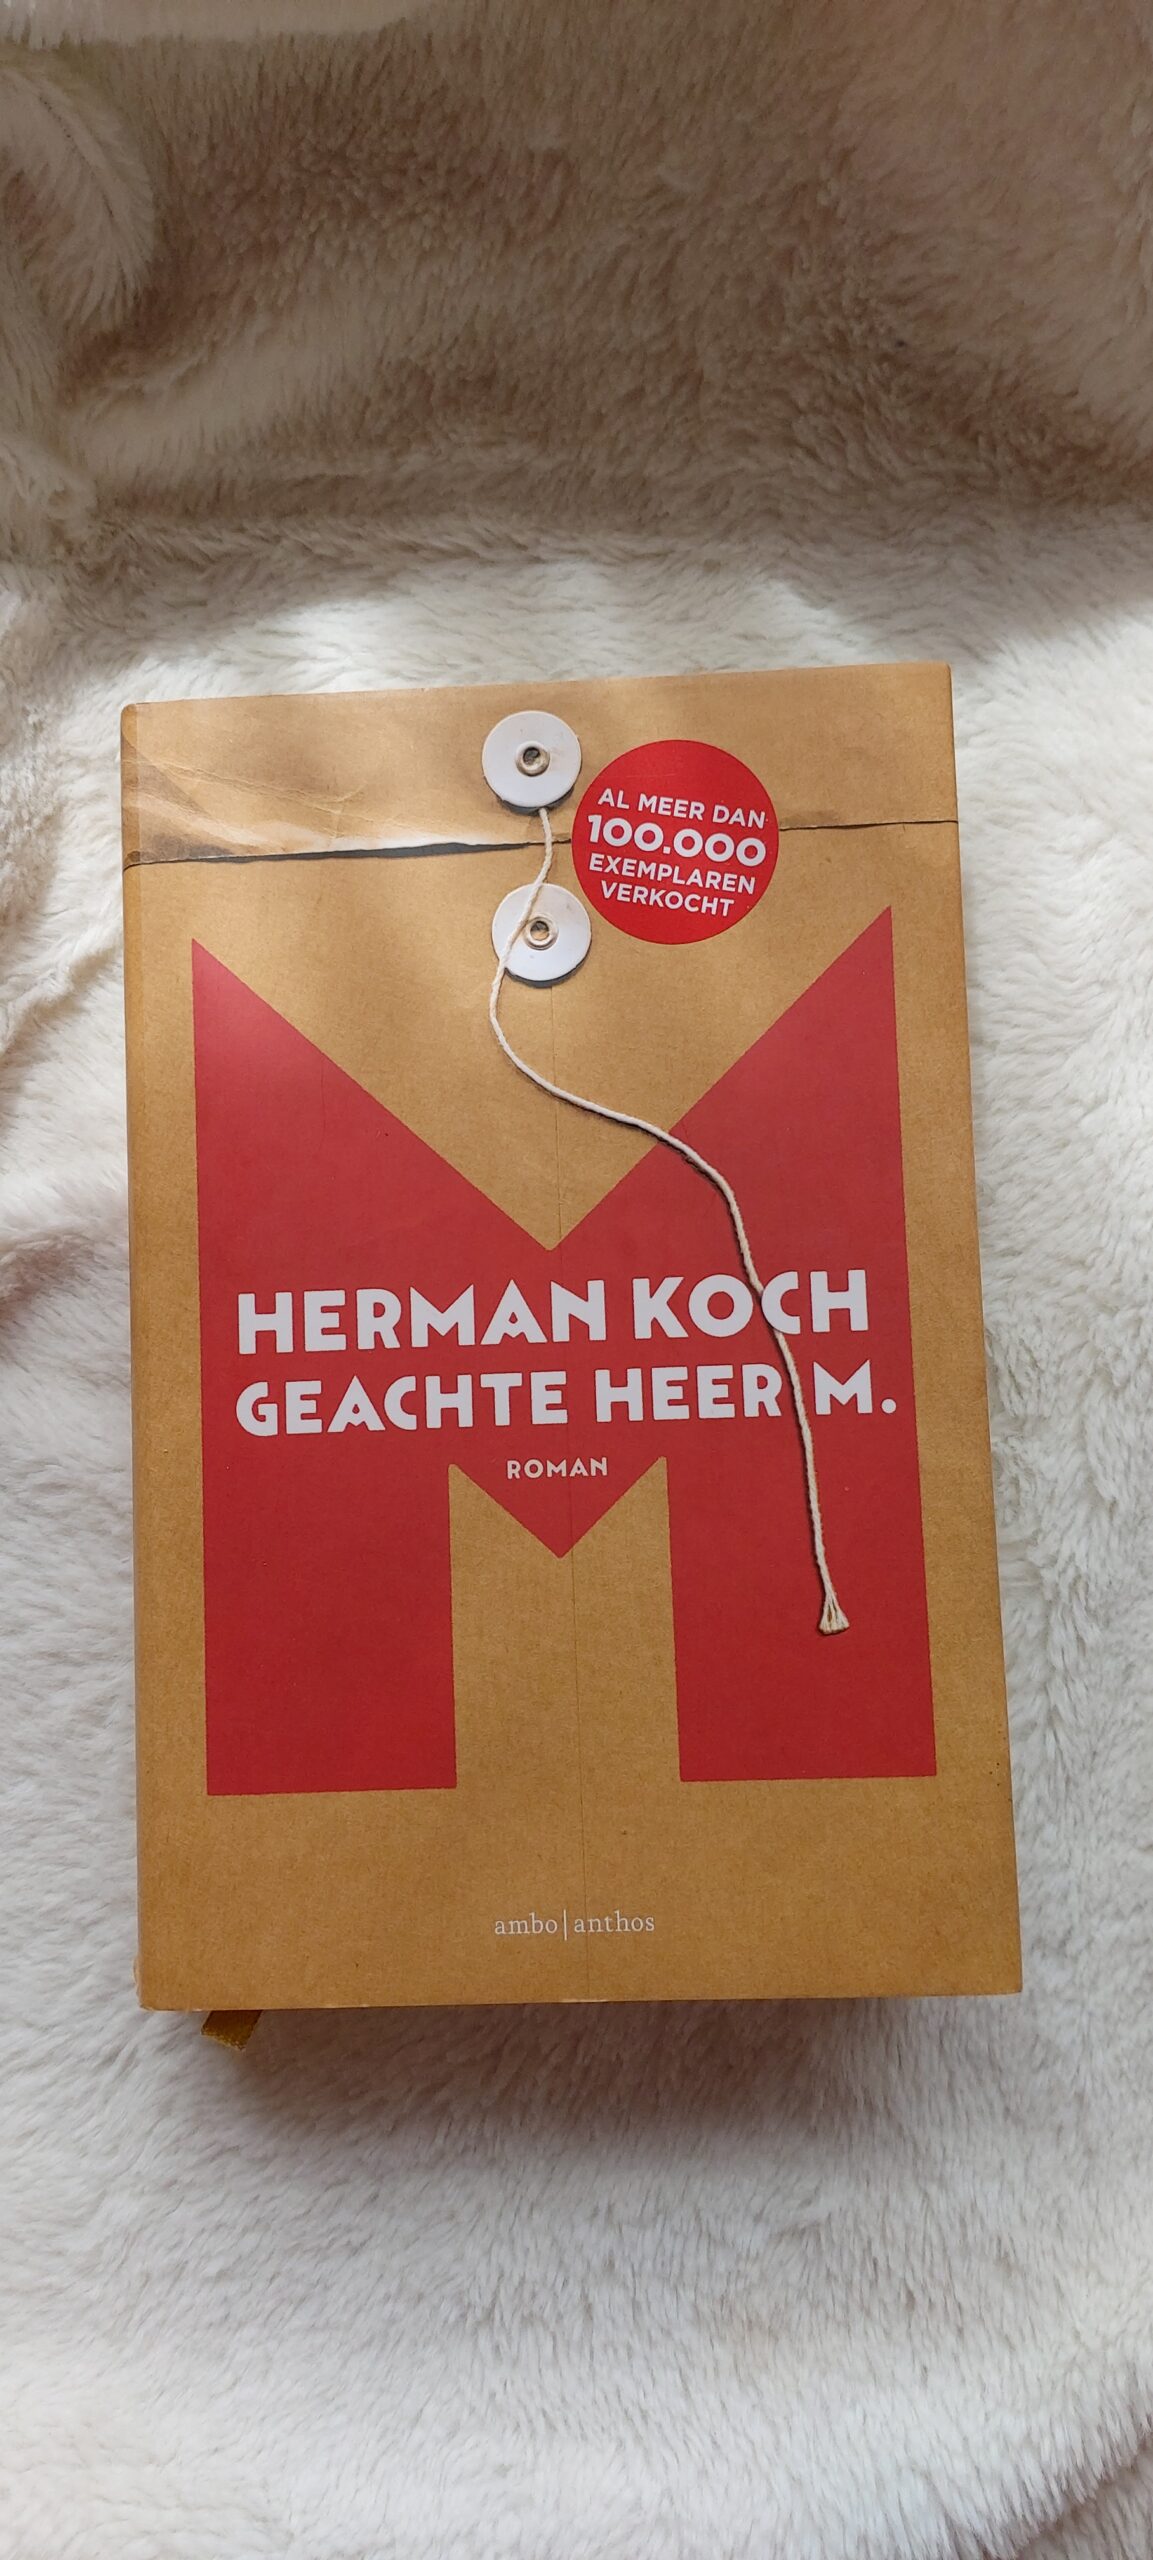 AL MEER DAN
100.000
EXEMPLAREN
VERKOCHT
HERMAN KOCH
GEACHTE HEER M.
ROMAN
ambo|anthos